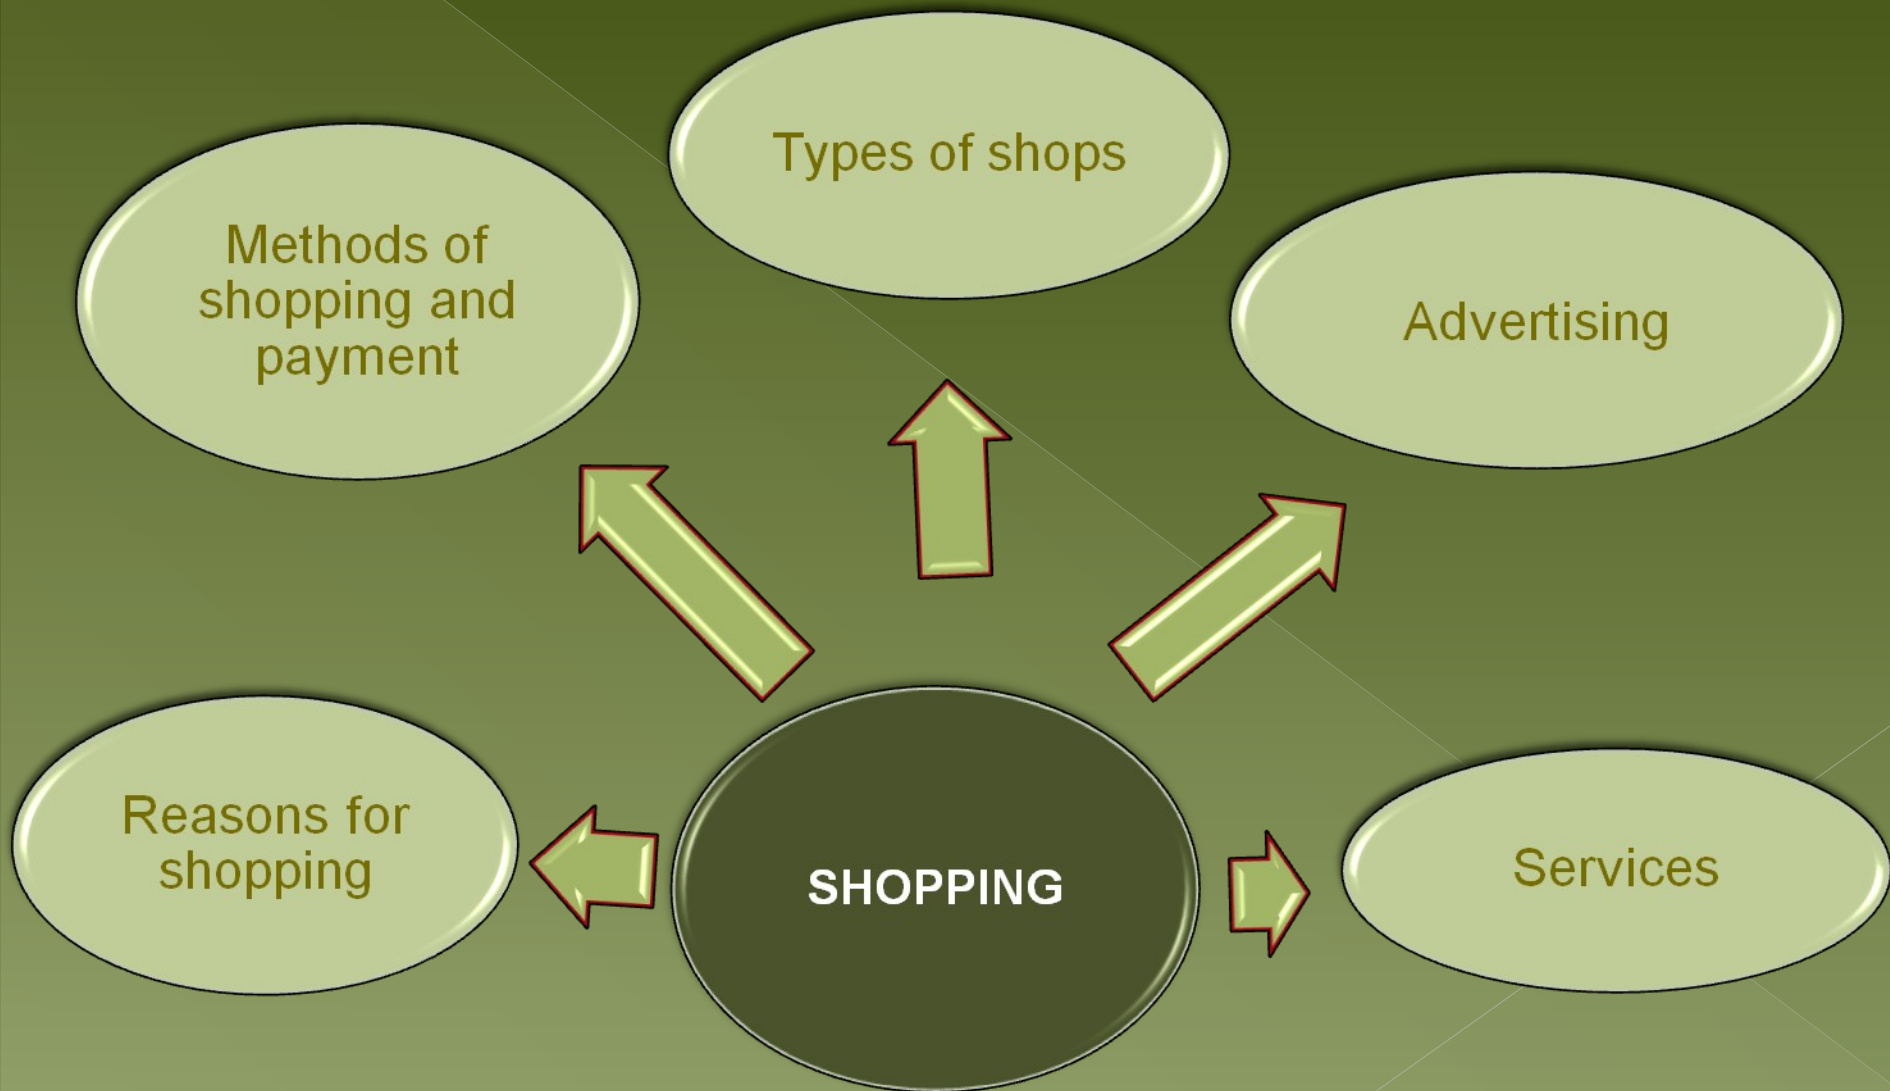 Types of shops
Methods of
shopping and
payment
Advertising
Reasons for
shopping
SHOPPING
Services